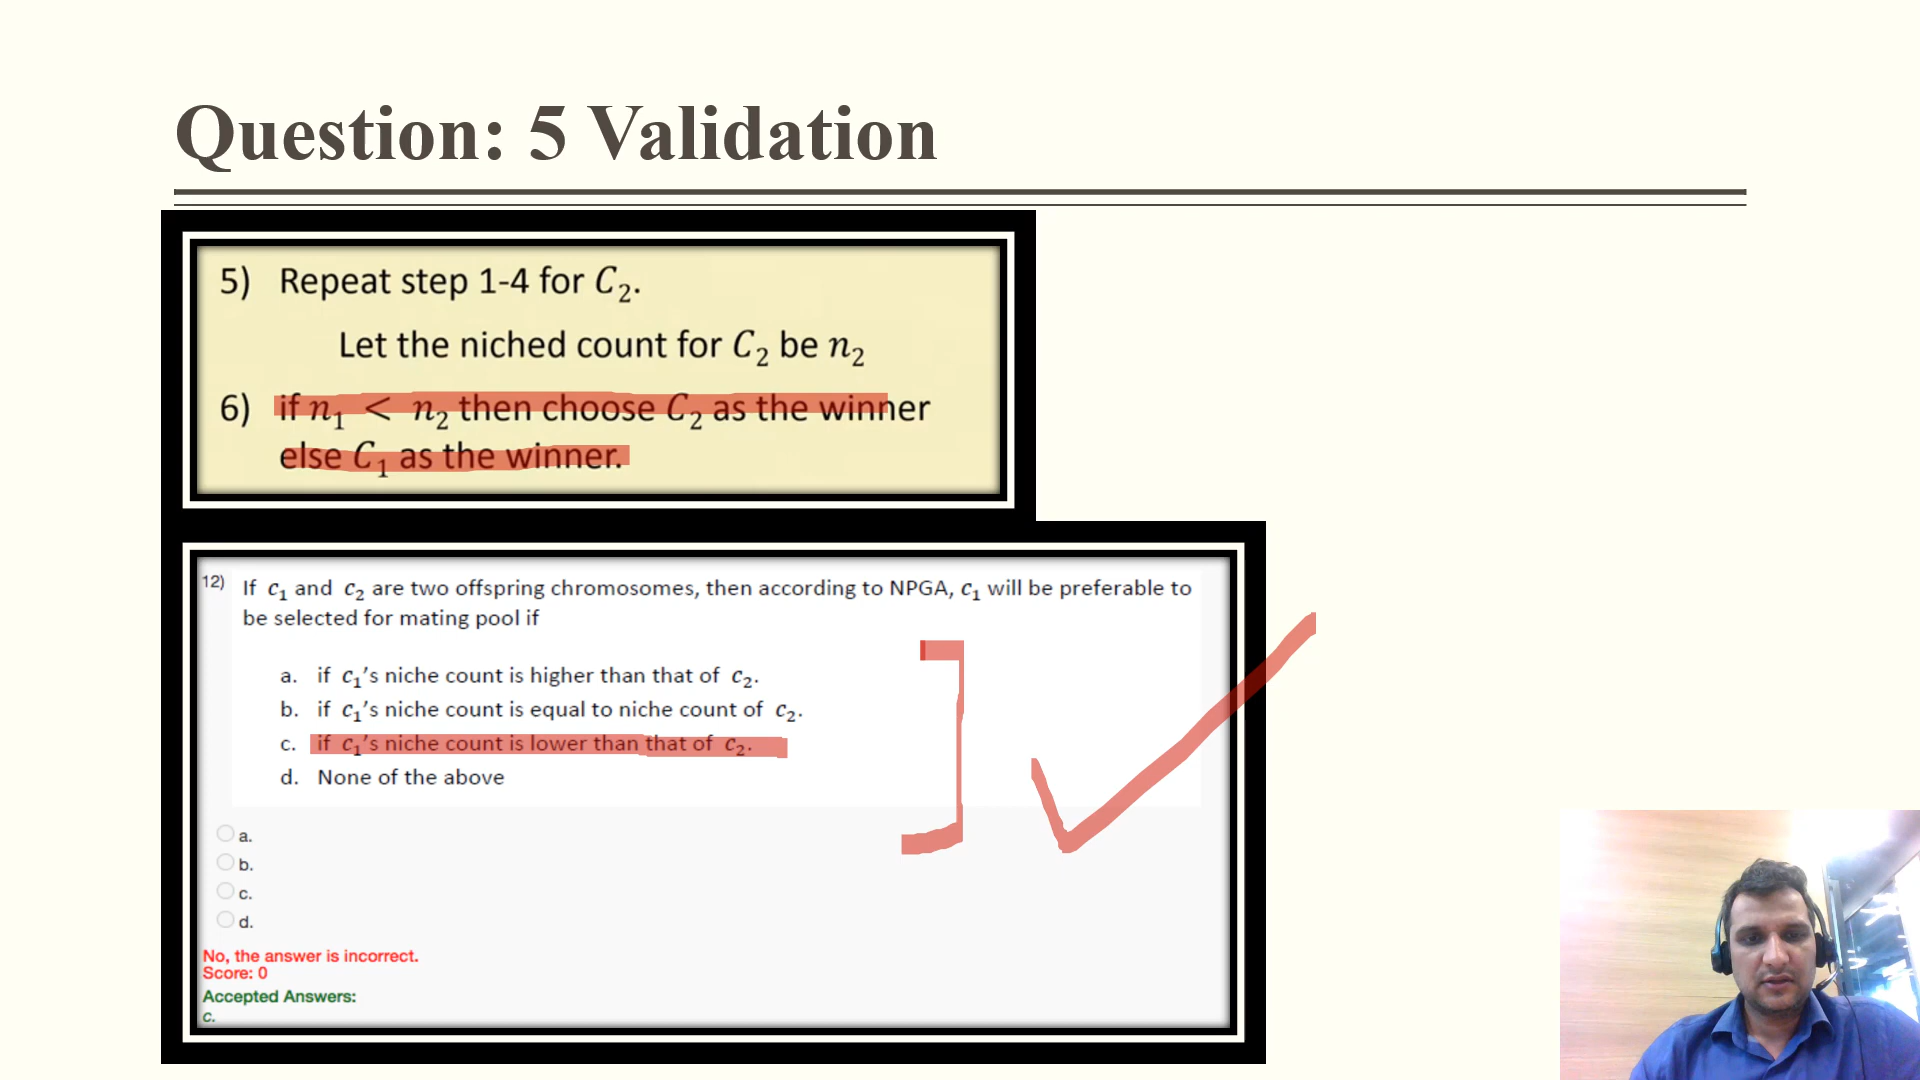 Question: 5 Validation
5) Repeat step 1-4 for C₂.
Let the niched count for C₂ be n₂
6) if n₁ < n₂ then choose C₂ as the winner
else C₁ as the winner.
12) If c₁ and c₂ are two offspring chromosomes, then according to NPGA, c₁ will be preferable to
be selected for mating pool if
a. if c₁'s niche count is higher than that of c₂.
b. if c₁'s niche count is equal to niche count of c₂.
c. if c₁'s niche count is lower than that of c₂.
d. None of the above
a.
b.
c.
d.
No, the answer is incorrect.
Score: 0
Accepted Answers:
c.